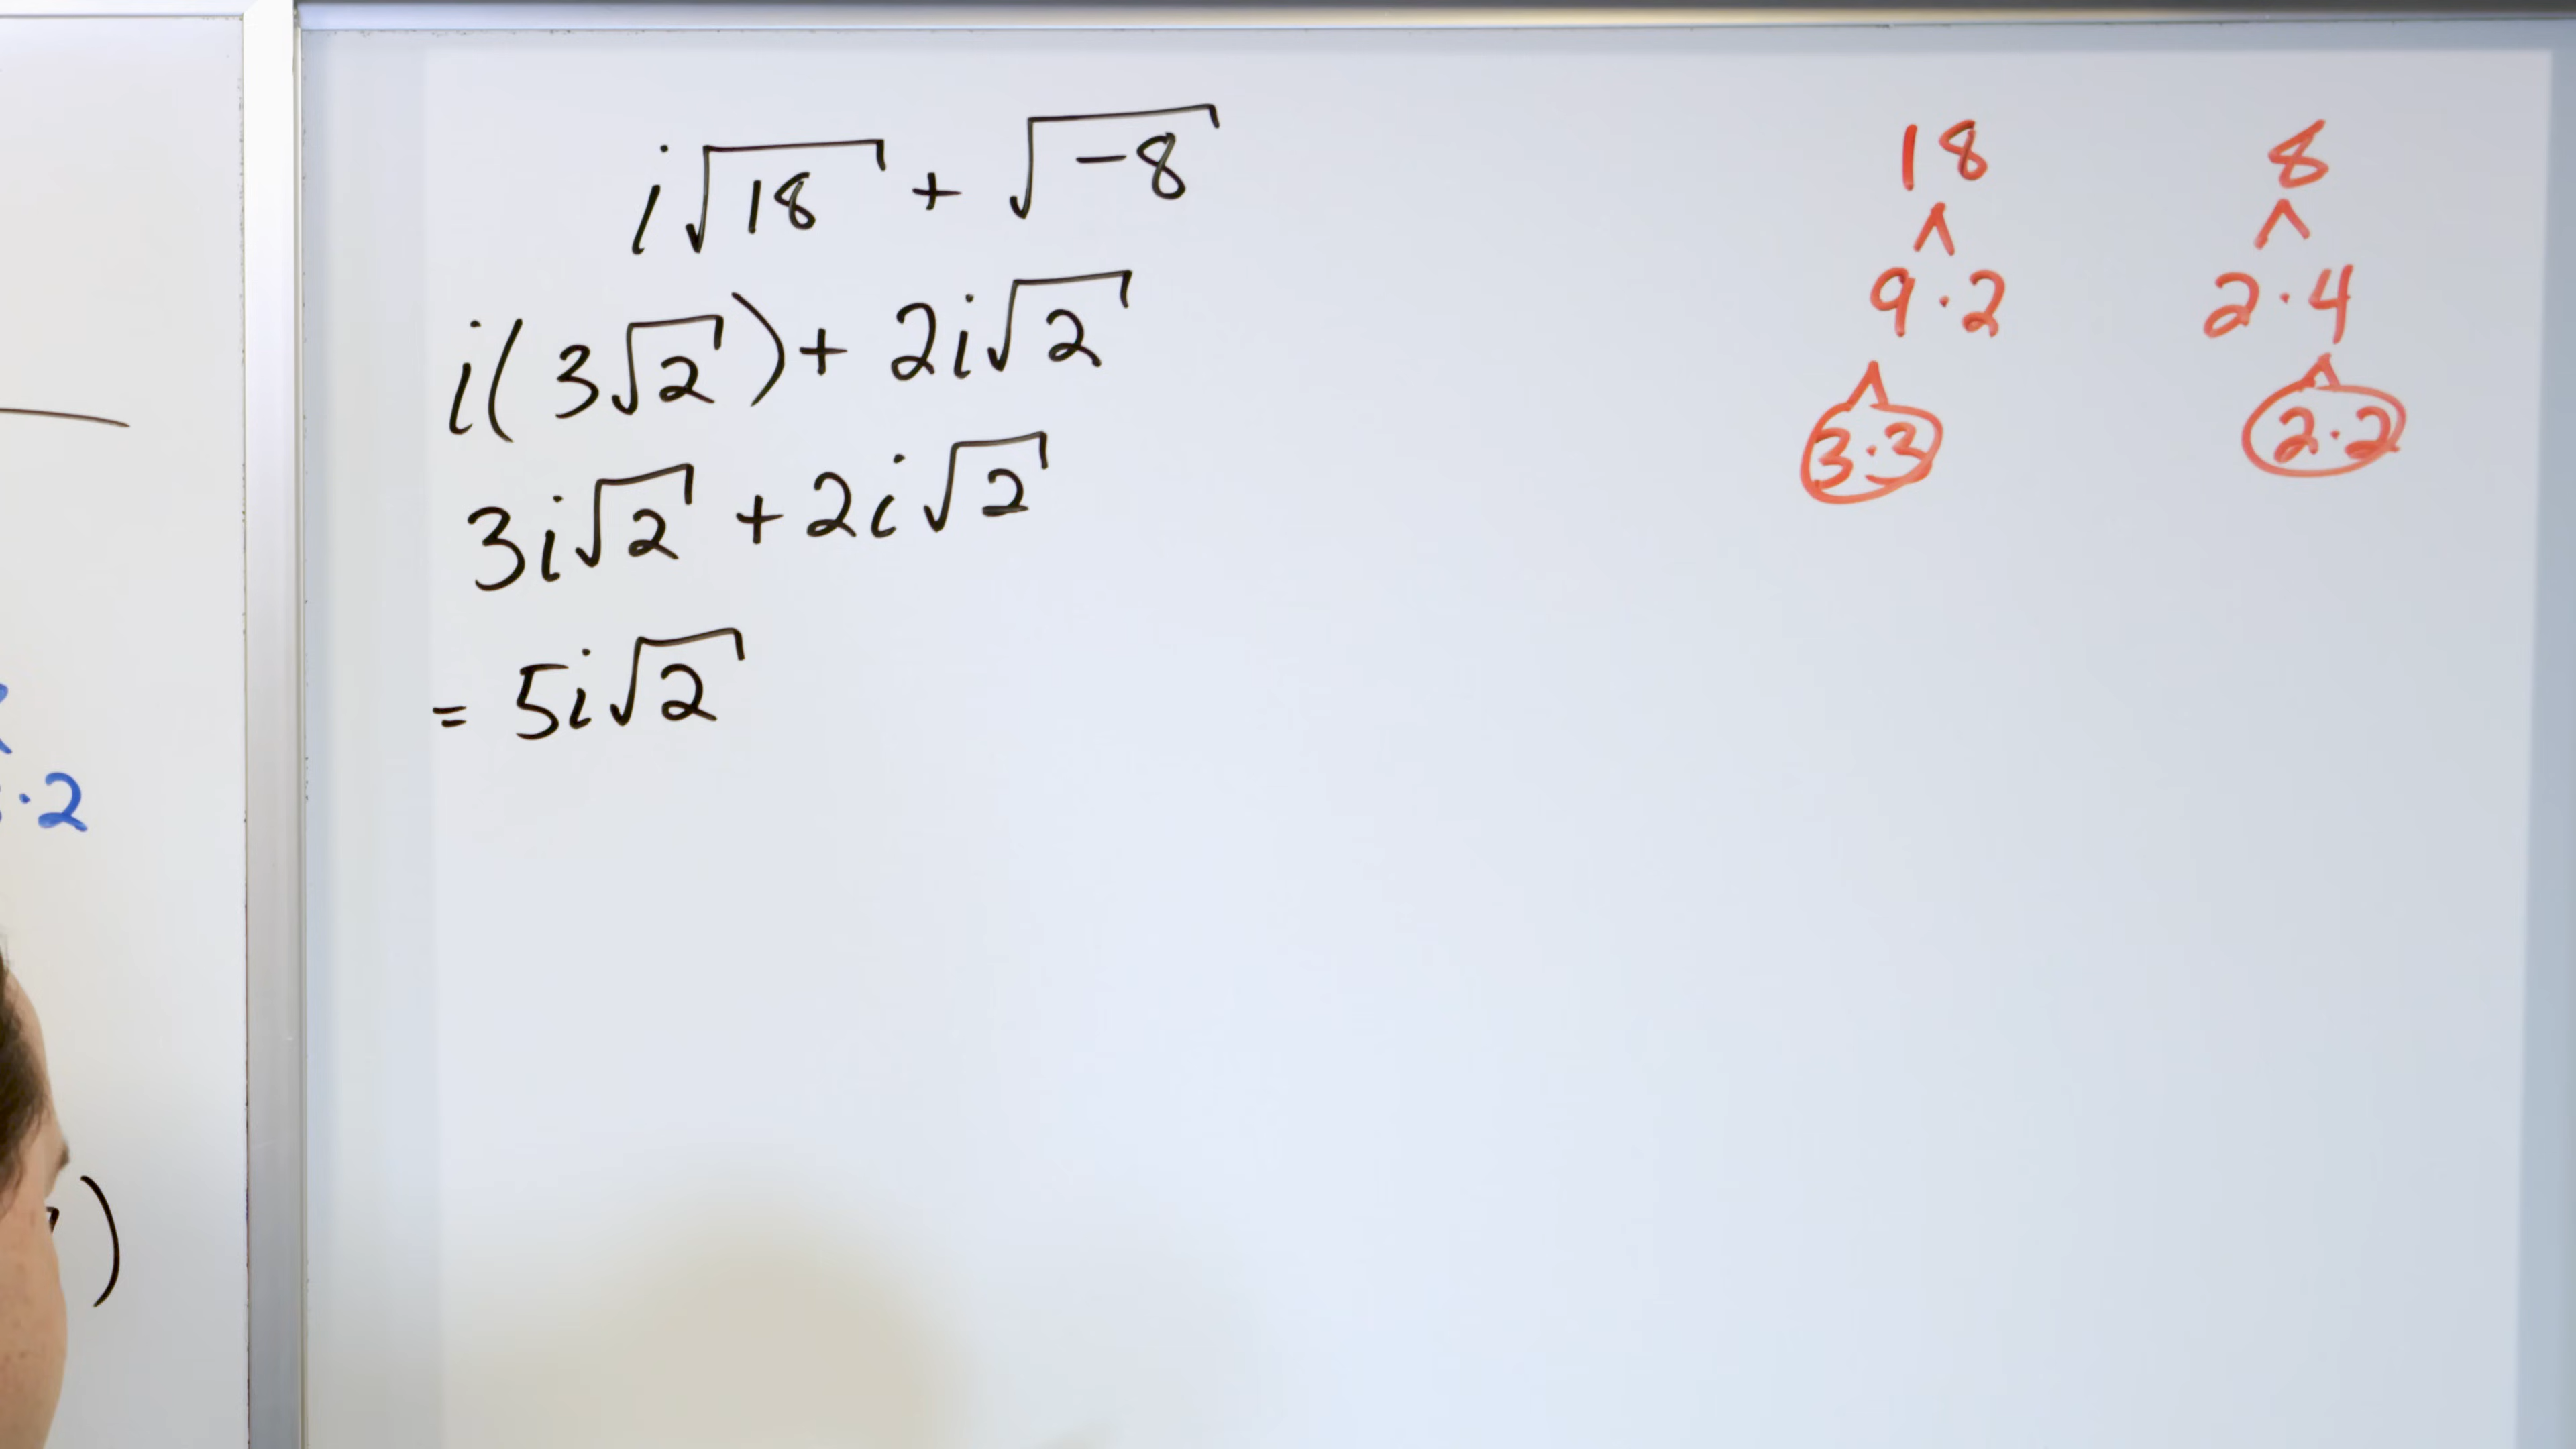 i√18 + √-8
i(3√2) + 2i√2
3i√2 + 2i√2
= 5i√2
18
9·2
3·3
8
2·4
2·2
·2
)